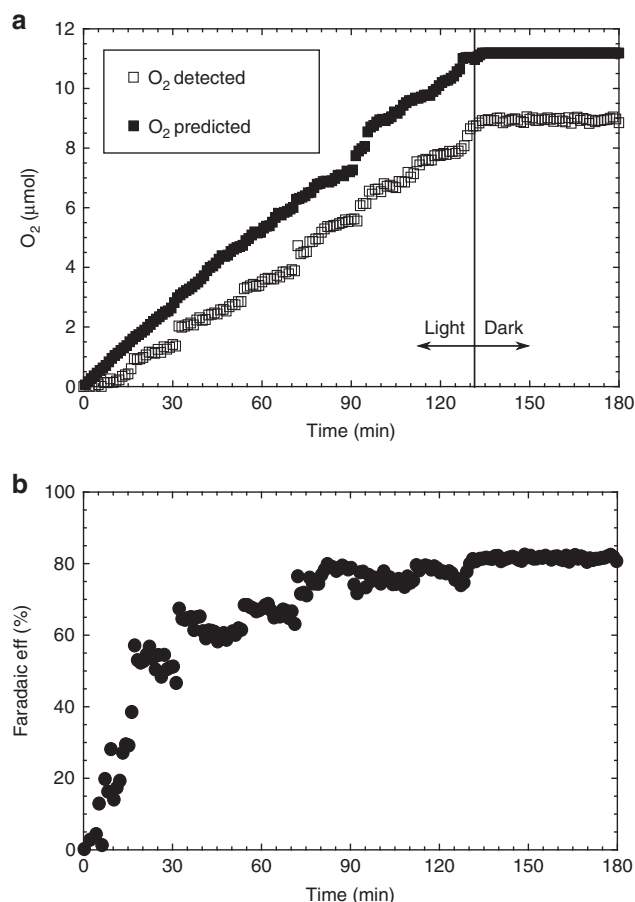 a
12
10
8
6
4
2
0
O₂ (μmol)
O₂ detected
O₂ predicted
Light Dark
0 30 60 90 120 150 180
Time (min)
b
100
80
60
40
20
0
Faradaic eff (%)
0 30 60 90 120 150 180
Time (min)